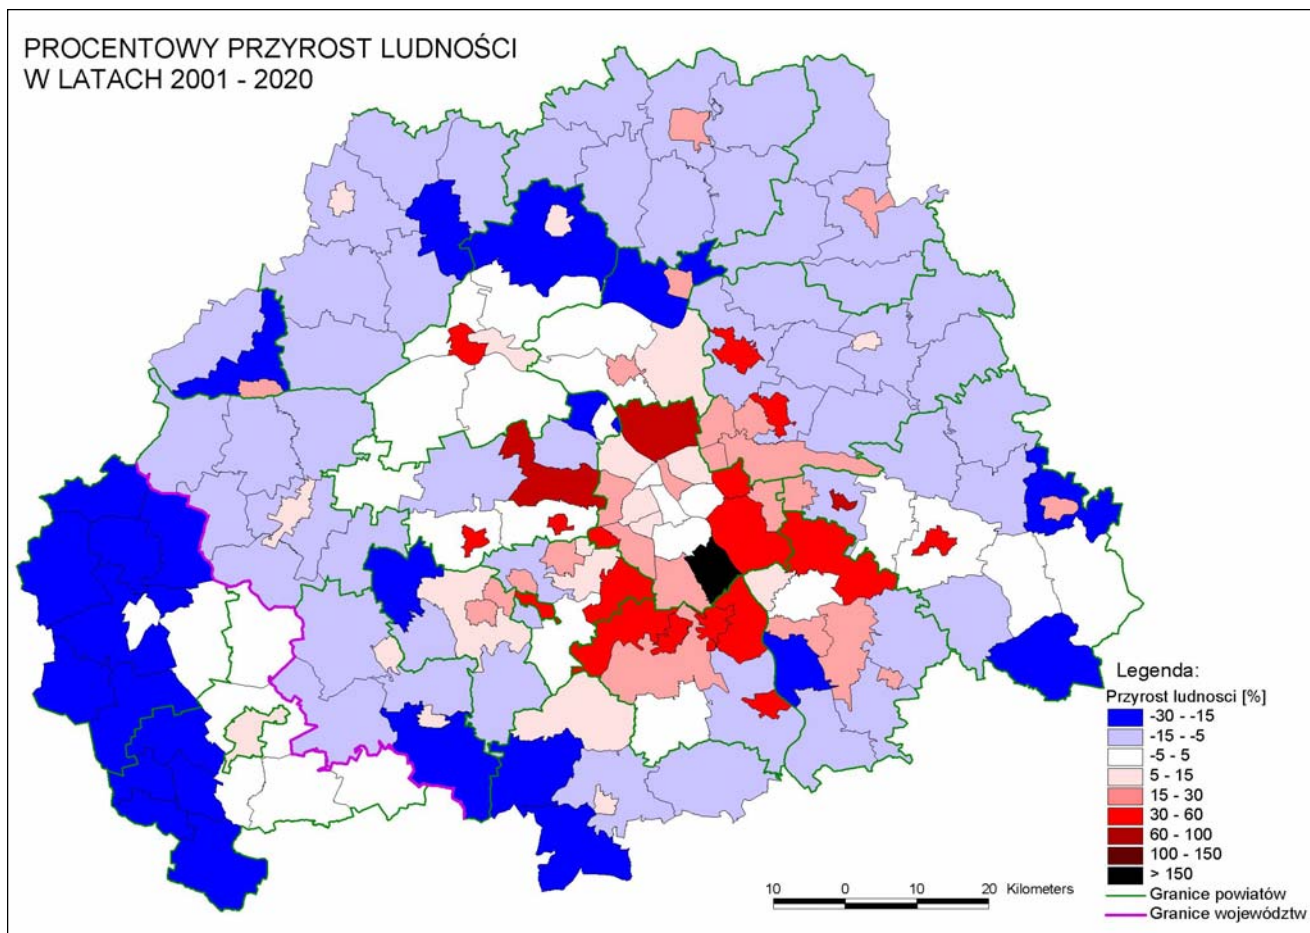 PROCENTOWY PRZYROST LUDNOŚCI
W LATACH 2001 - 2020
Legenda:
Przyrost ludnosci [%]
-30 - -15
-15 - -5
-5 - 5
5 - 15
15 - 30
30 - 60
60 - 100
100 - 150
> 150
Granice powiatów
Granice województw
10 0 10 20 Kilometers